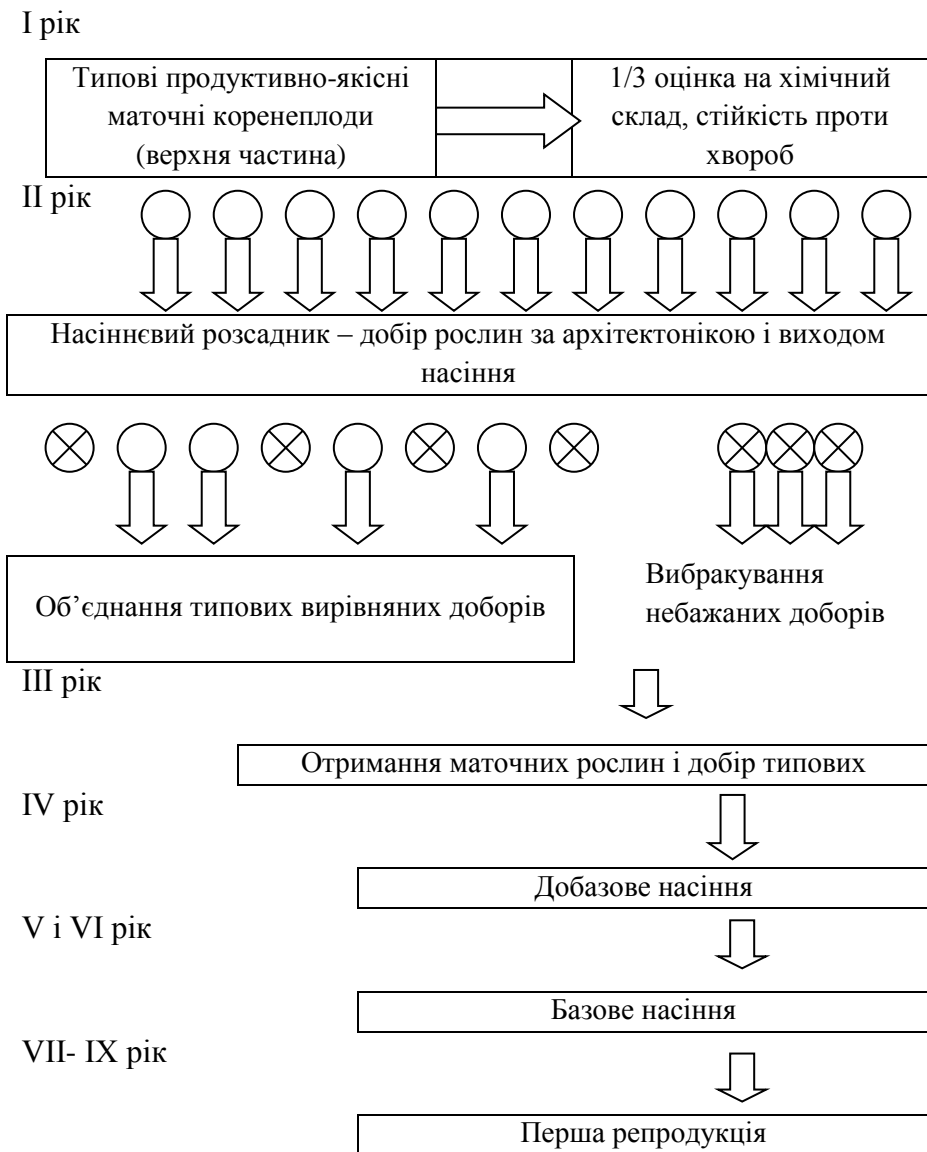 І рік
Типові продуктивно-якісні
маточні коренеплоди
(верхня частина)
1/3 оцінка на хімічний
склад, стійкість проти
хвороб
ІІ рік
Насіннєвий розсадник – добір рослин за архітектонікою і виходом
насіння
Об’єднання типових вирівняних доборів
Вибракування
небажаних доборів
ІІІ рік
Отримання маточних рослин і добір типових
IV рік
Добазове насіння
V і VI рік
Базове насіння
VII- IX рік
Перша репродукція